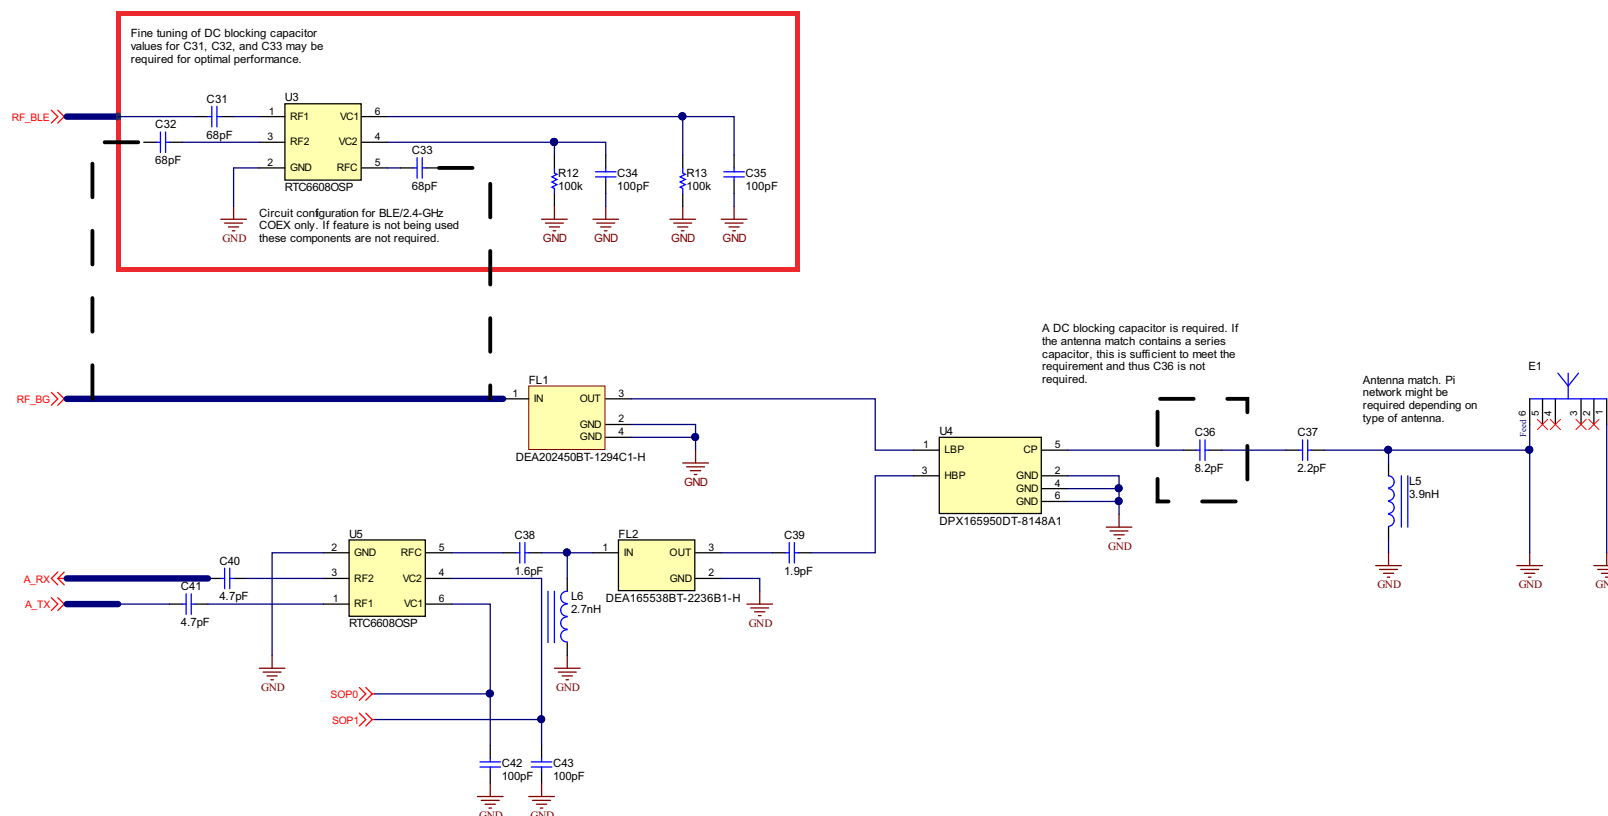 Fine tuning of DC blocking capacitor
values for C31, C32, and C33 may be
required for optimal performance.
RF_BLE
C31
68pF
C32
68pF
U3
1 RF1 VC1 6
3 RF2 VC2 4
2 GND RFC 5
RTC6608OSP
C33
68pF
R12
100k
C34
100pF
R13
100k
C35
100pF
GND
GND
GND
GND
GND
Circuit configuration for BLE/2.4-GHz
COEX only. If feature is not being used
these components are not required.
A DC blocking capacitor is required. If
the antenna match contains a series
capacitor, this is sufficient to meet the
requirement and thus C36 is not
required.
Antenna match. Pi
network might be
required depending on
type of antenna.
E1
Feed 6 5 4 3 2 1
RF_BG
FL1
1 IN OUT 3
GND 2
GND 4
DEA202450BT-1294C1-H
GND
U4
1 LBP CP 5
3 HBP GND 2
GND 4
GND 6
DPX165950DT-8148A1
GND
C36
8.2pF
C37
2.2pF
L5
3.9nH
GND
GND
GND
U5
2 GND RFC 5
3 RF2 VC2 4
1 RF1 VC1 6
RTC6608OSP
A_RX
C40
4.7pF
A_TX
C41
4.7pF
GND
C38
1.6pF
L6
2.7nH
GND
FL2
1 IN OUT 3
GND 2
DEA165538BT-2236B1-H
GND
C39
1.9pF
SOP0
SOP1
C42
100pF
C43
100pF
GND
GND